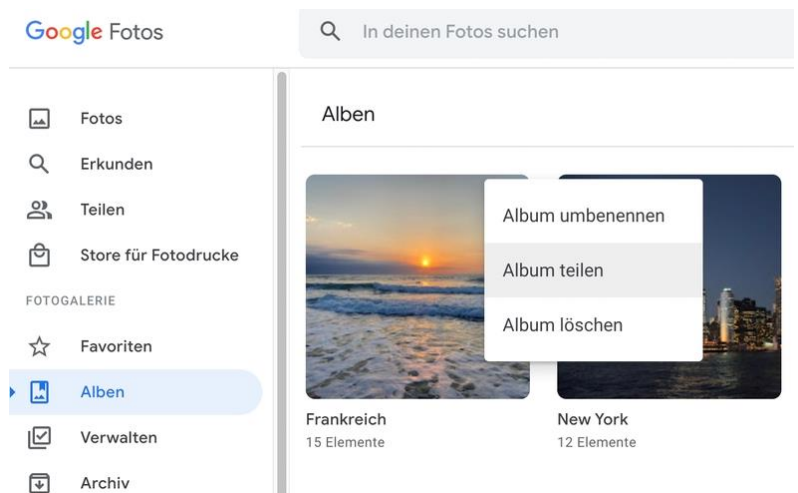 Google Fotos
In deinen Fotos suchen
Fotos
Erkunden
Teilen
Store für Fotodrucke
FOTOGALERIE
Favoriten
Alben
Verwalten
Archiv
Alben
Album umbenennen
Album teilen
Album löschen
Frankreich
15 Elemente
New York
12 Elemente